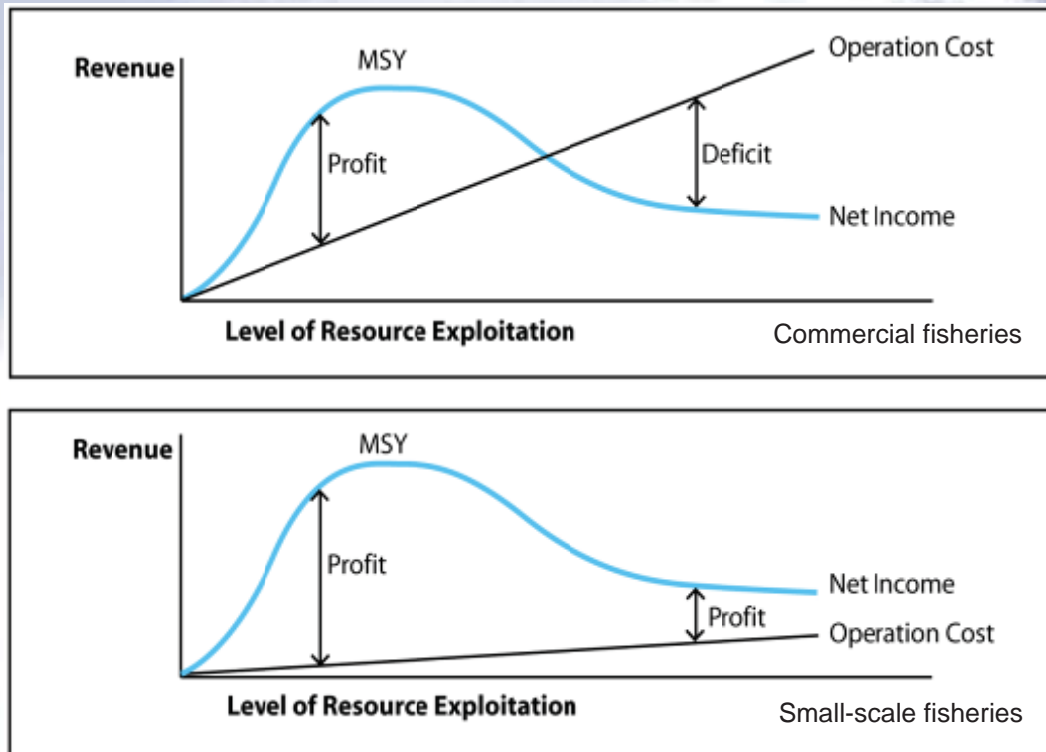 Revenue
MSY
Operation Cost
Profit
Deficit
Net Income
Level of Resource Exploitation
Commercial fisheries
Revenue
MSY
Profit
Net Income
Profit
Operation Cost
Level of Resource Exploitation
Small-scale fisheries